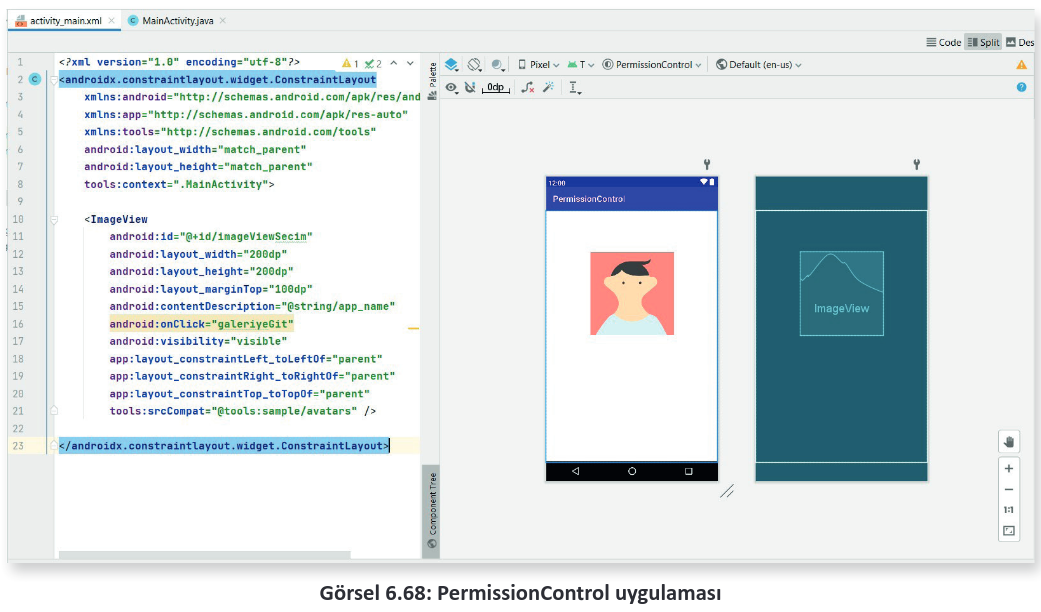 activity_main.xml
MainActivity.java
Code
Split
Des
1 <?xml version="1.0" encoding="utf-8"?>
1
2
2 C <androidx.constraintlayout.widget.ConstraintLayout
3 xmlns:android="http://schemas.android.com/apk/res/and
4 xmlns:app="http://schemas.android.com/apk/res-auto"
5 xmlns:tools="http://schemas.android.com/tools"
6 android:layout_width="match_parent"
7 android:layout_height="match_parent"
8 tools:context=".MainActivity">
9
10 <ImageView
11 android:id="@+id/imageViewSecim"
12 android:layout_width="200dp"
13 android:layout_height="200dp"
14 android:layout_marginTop="100dp"
15 android:contentDescription="@string/app_name"
16 android:onClick="galeriyeGit"
17 android:visibility="visible"
18 app:layout_constraintLeft_toLeftOf="parent"
19 app:layout_constraintRight_toRightOf="parent"
20 app:layout_constraintTop_toTopOf="parent"
21 tools:srcCompat="@tools:sample/avatars" />
22
23 </androidx.constraintlayout.widget.ConstraintLayout>
Palette
Component Tree
Pixel
T
PermissionControl
Default (en-us)
0dp
12:00
PermissionControl
ImageView
1:1
Görsel 6.68: PermissionControl uygulaması